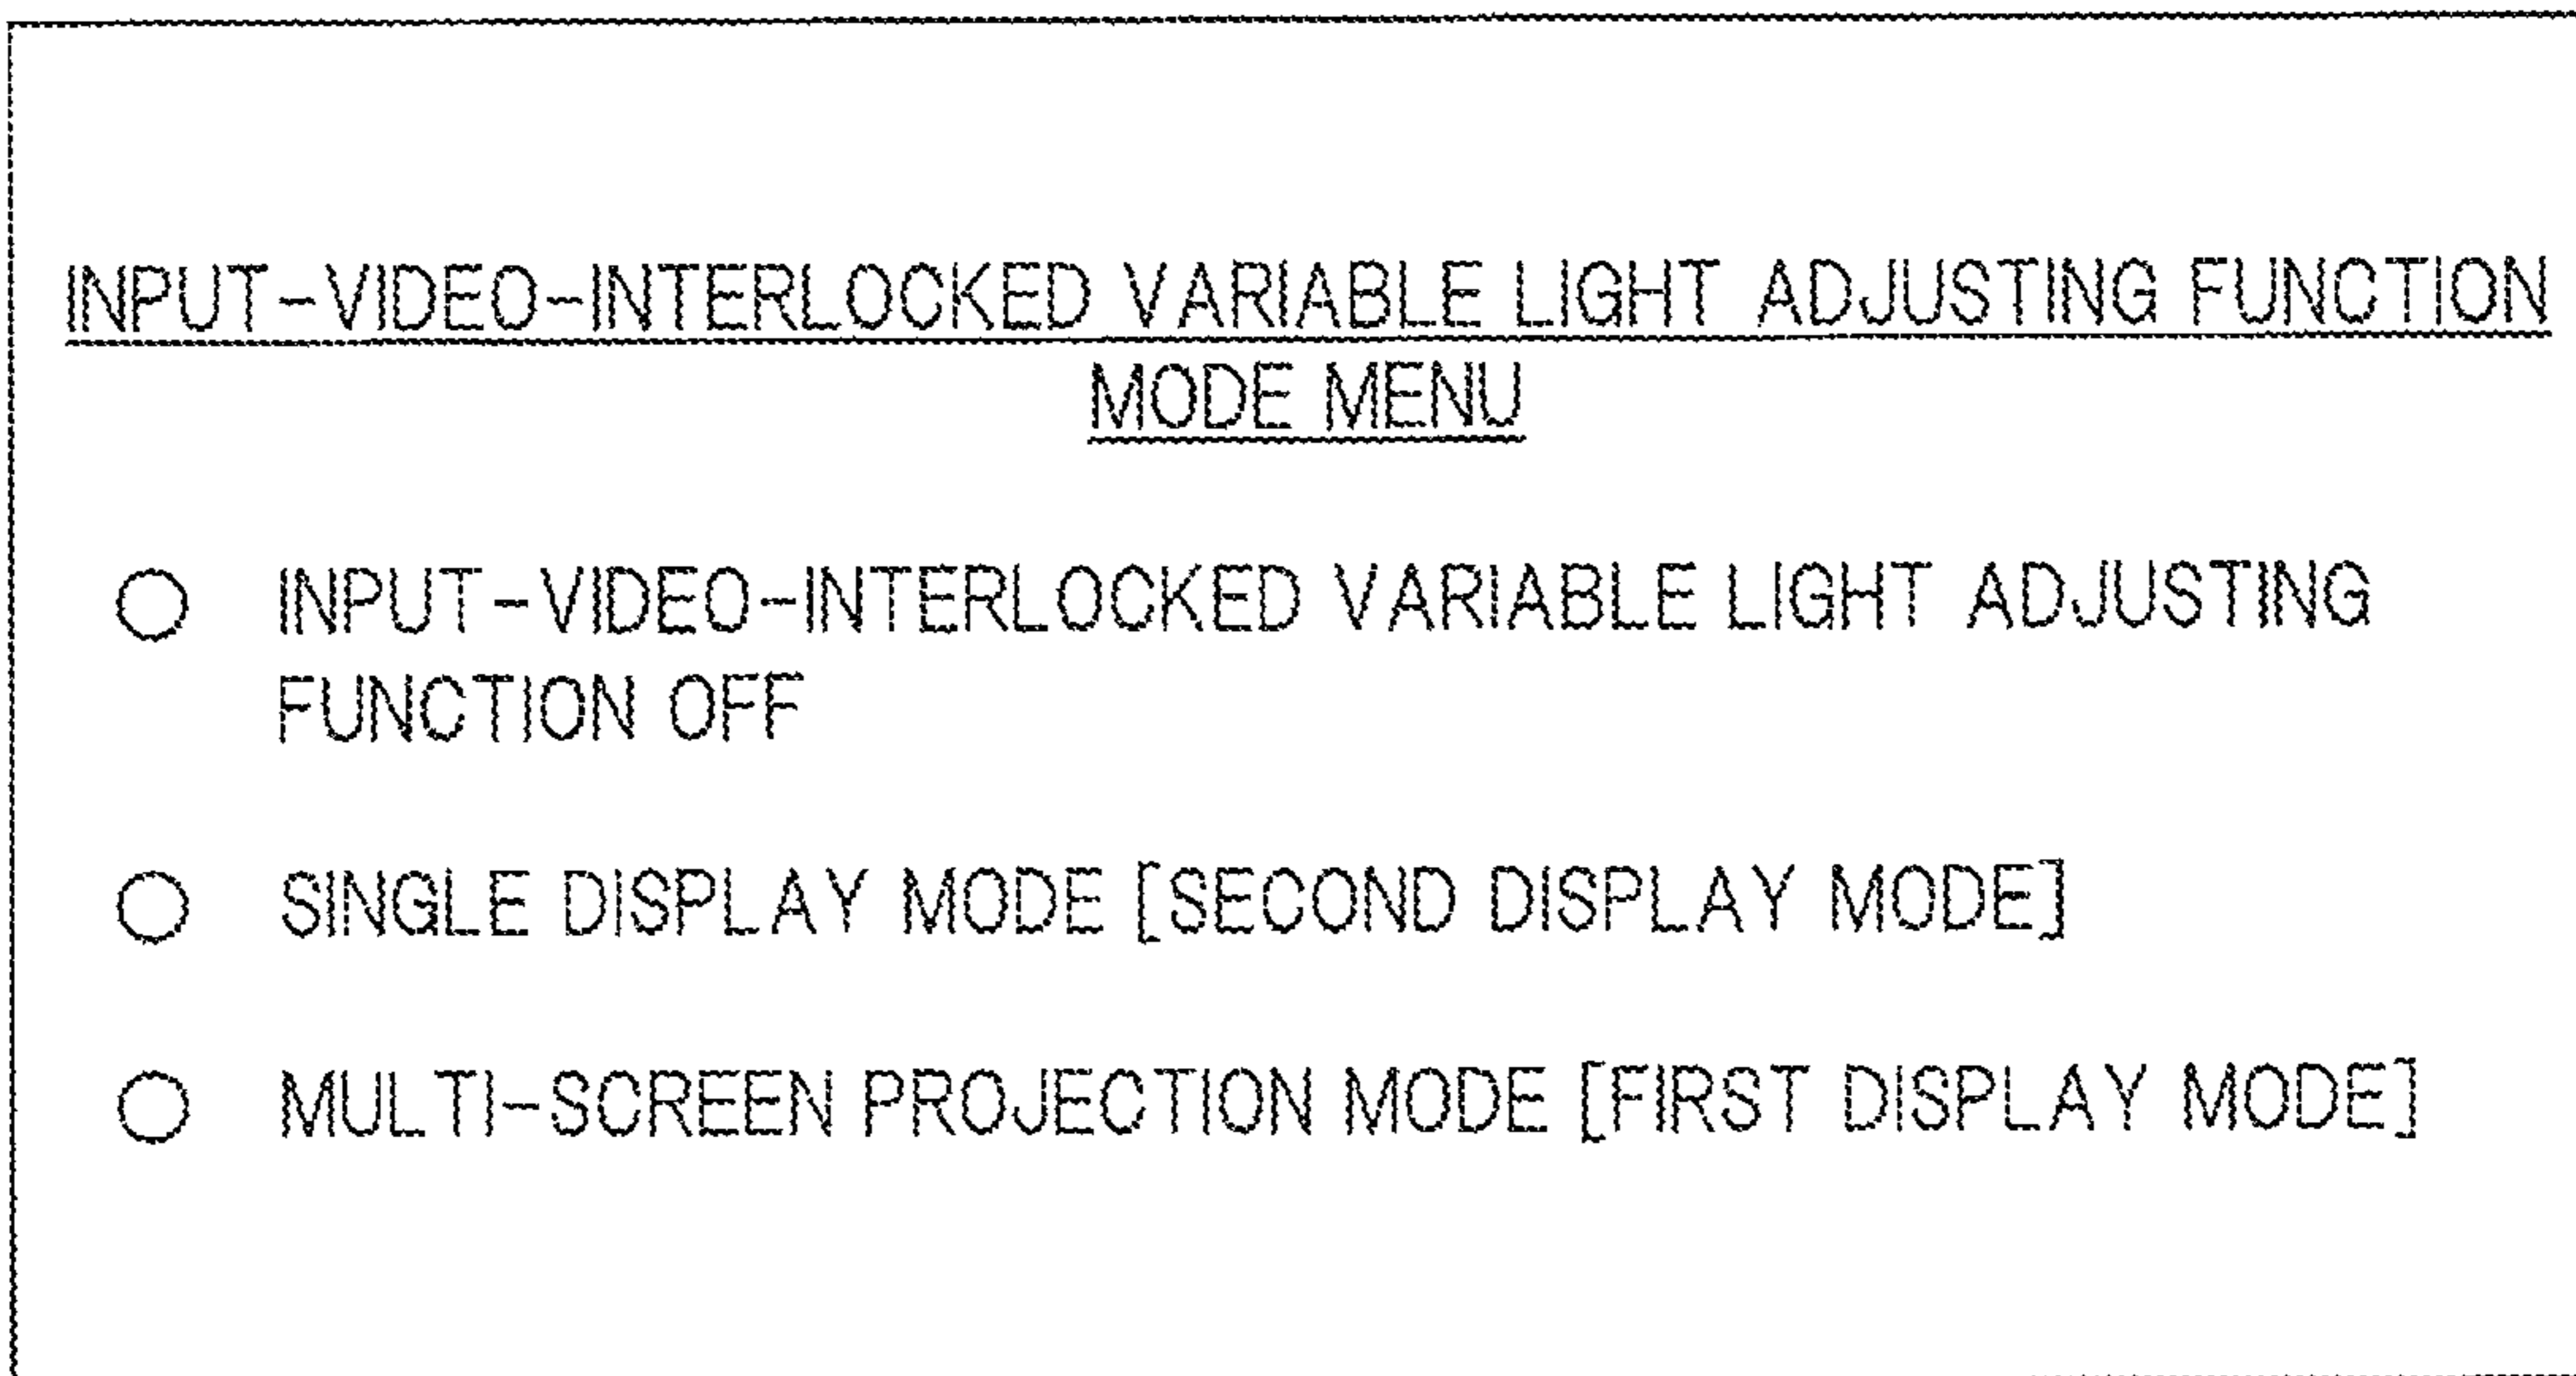 INPUT-VIDEO-INTERLOCKED VARIABLE LIGHT ADJUSTING FUNCTION
MODE MENU
INPUT-VIDEO-INTERLOCKED VARIABLE LIGHT ADJUSTING
FUNCTION OFF
SINGLE DISPLAY MODE [SECOND DISPLAY MODE]
MULTI-SCREEN PROJECTION MODE [FIRST DISPLAY MODE]